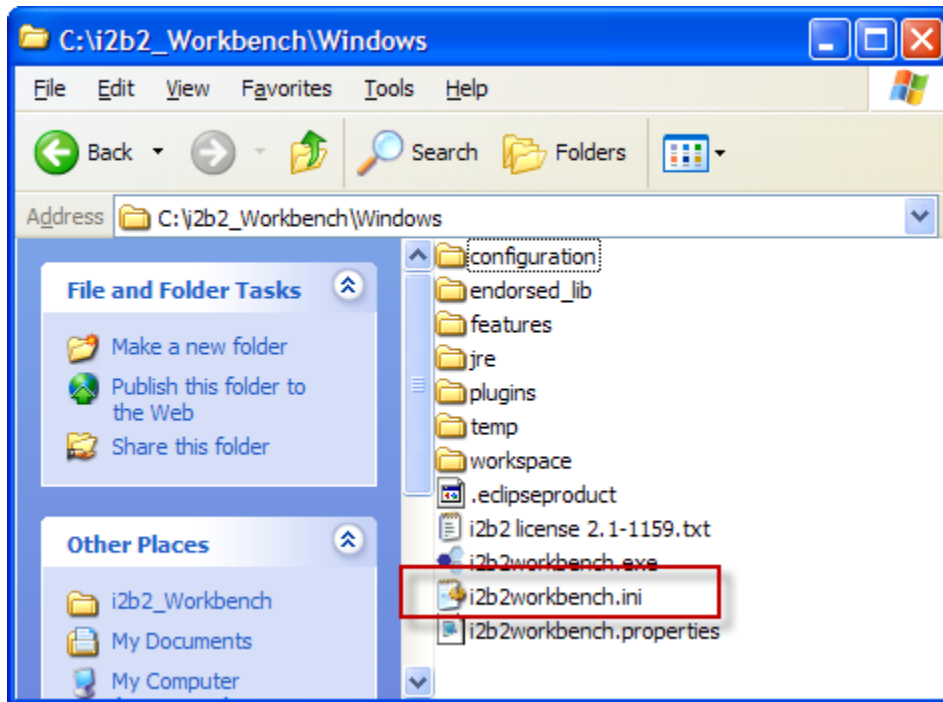 C:\i2b2_Workbench\Windows
File Edit View Favorites Tools Help
Back Search Folders
Address C:\i2b2_Workbench\Windows
File and Folder Tasks
Make a new folder
Publish this folder to
the Web
Share this folder
Other Places
i2b2_Workbench
My Documents
My Computer
configuration
endorsed_lib
features
jre
plugins
temp
workspace
.eclipseproduct
i2b2 license 2.1-1159.txt
i2b2workbench.exe
i2b2workbench.ini
i2b2workbench.properties